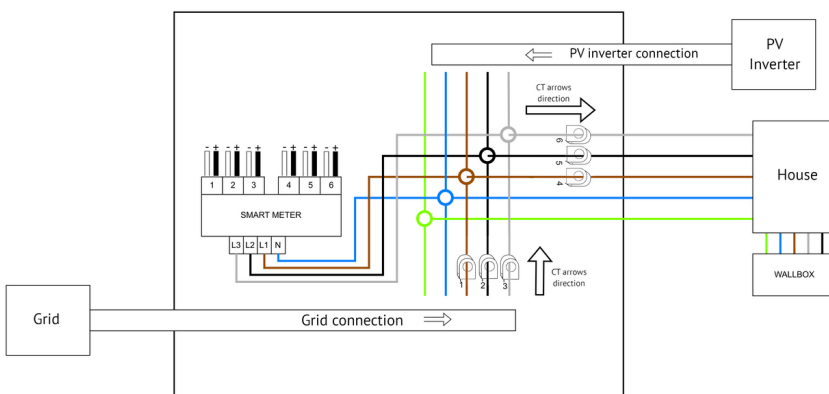 PV inverter connection
PV
Inverter
CT arrows
direction
- + - + - + - + - + - +
1 2 3 4 5 6
SMART METER
L3 L2 L1 N
6
5
4
House
1 2 3
CT arrows
direction
WALLBOX
Grid
Grid connection